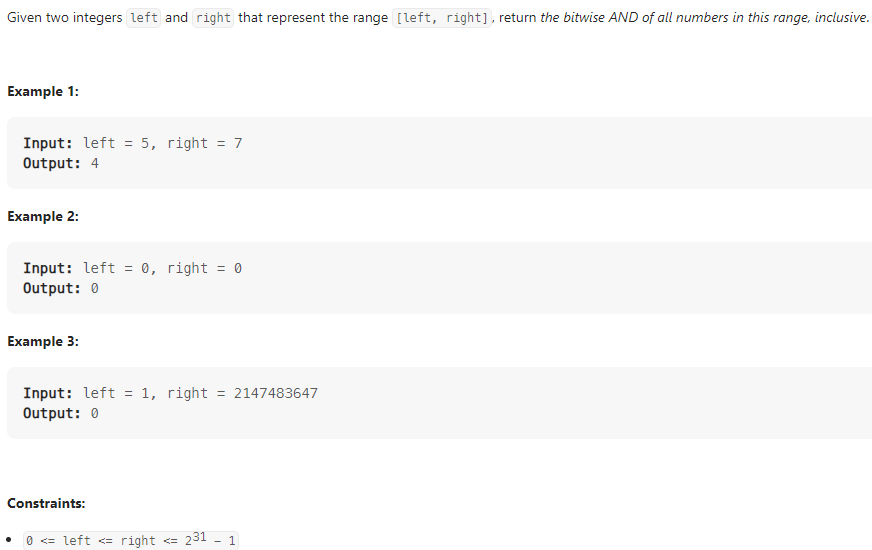 Given two integers left and right that represent the range [left, right], return the bitwise AND of all numbers in this range, inclusive.
Example 1:
Input: left = 5, right = 7
Output: 4
Example 2:
Input: left = 0, right = 0
Output: 0
Example 3:
Input: left = 1, right = 2147483647
Output: 0
Constraints:
• 0 <= left <= right <= 2³¹ - 1